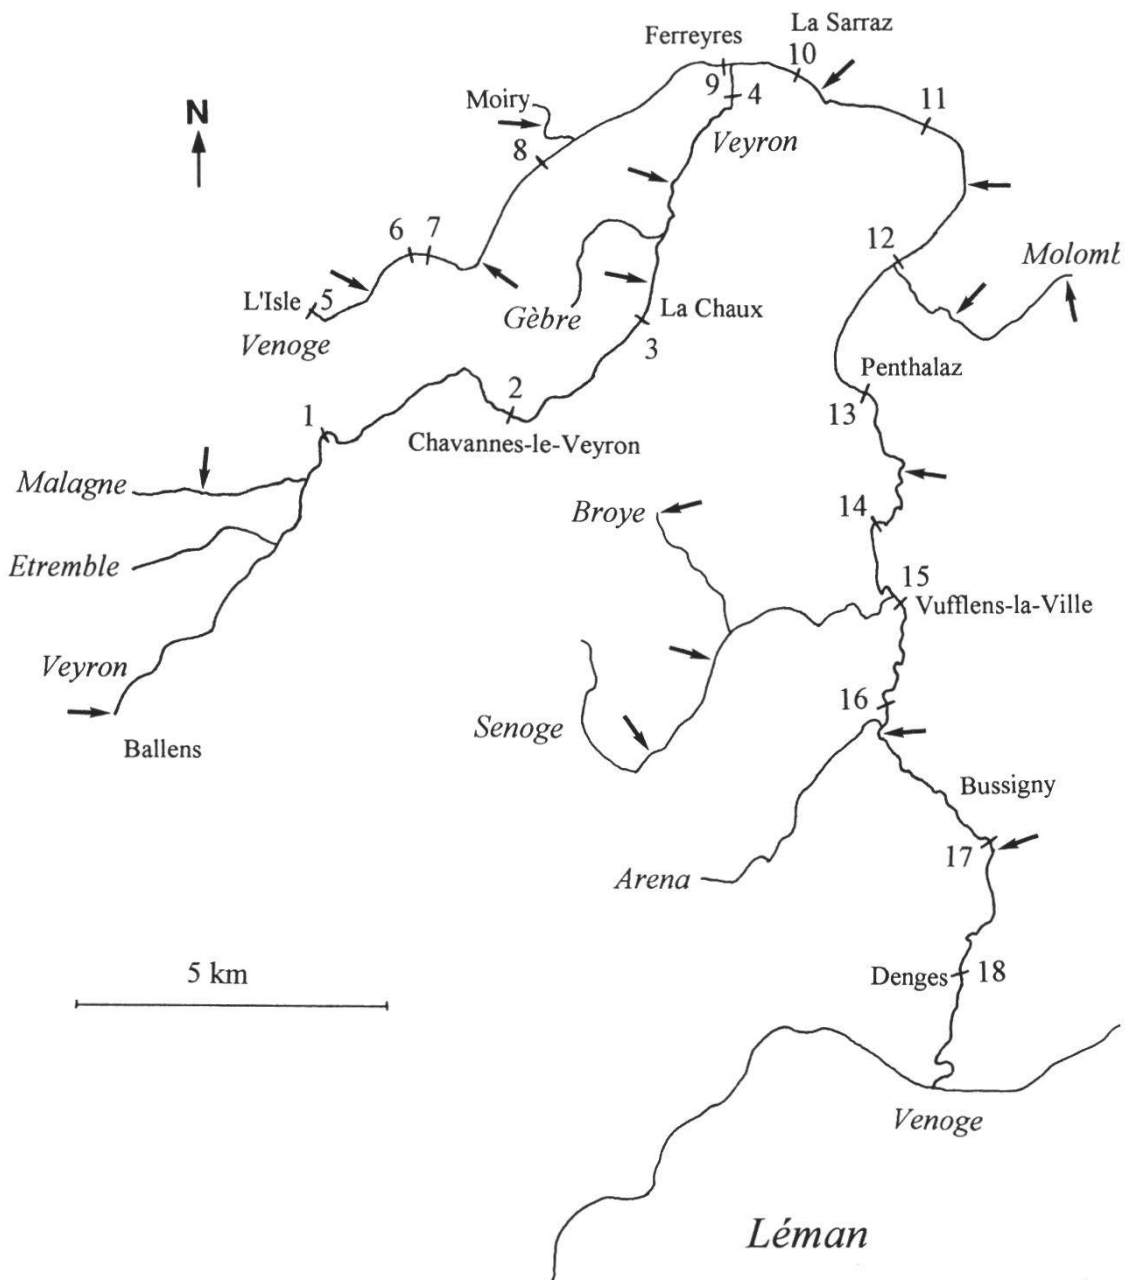 La Sarraz
Ferreyres
10
9
4
11
N
Moiry
Veyron
8
6 7
12
Molomb
L'Isle 5
Gèbre
La Chaux
Venoge
3
Penthalaz
2
13
1
Chavannes-le-Veyron
Malagne
Broye
14
Etremble
15
Vufflens-la-Ville
Veyron
16
Senoge
Ballens
Bussigny
17
Arena
5 km
Denges 18
Venoge
Léman